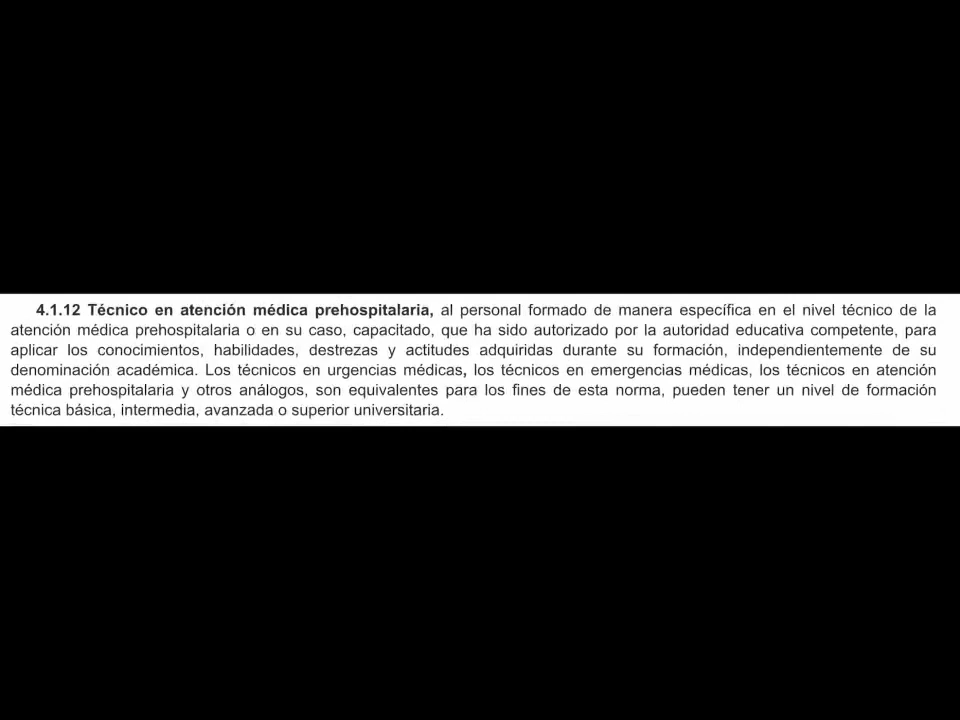 4.1.12 Técnico en atención médica prehospitalaria, al personal formado de manera específica en el nivel técnico de la
atención médica prehospitalaria o en su caso, capacitado, que ha sido autorizado por la autoridad educativa competente, para
aplicar los conocimientos, habilidades, destrezas y actitudes adquiridas durante su formación, independientemente de su
denominación académica. Los técnicos en urgencias médicas, los técnicos en emergencias médicas, los técnicos en atención
médica prehospitalaria y otros análogos, son equivalentes para los fines de esta norma, pueden tener un nivel de formación
técnica básica, intermedia, avanzada o superior universitaria.